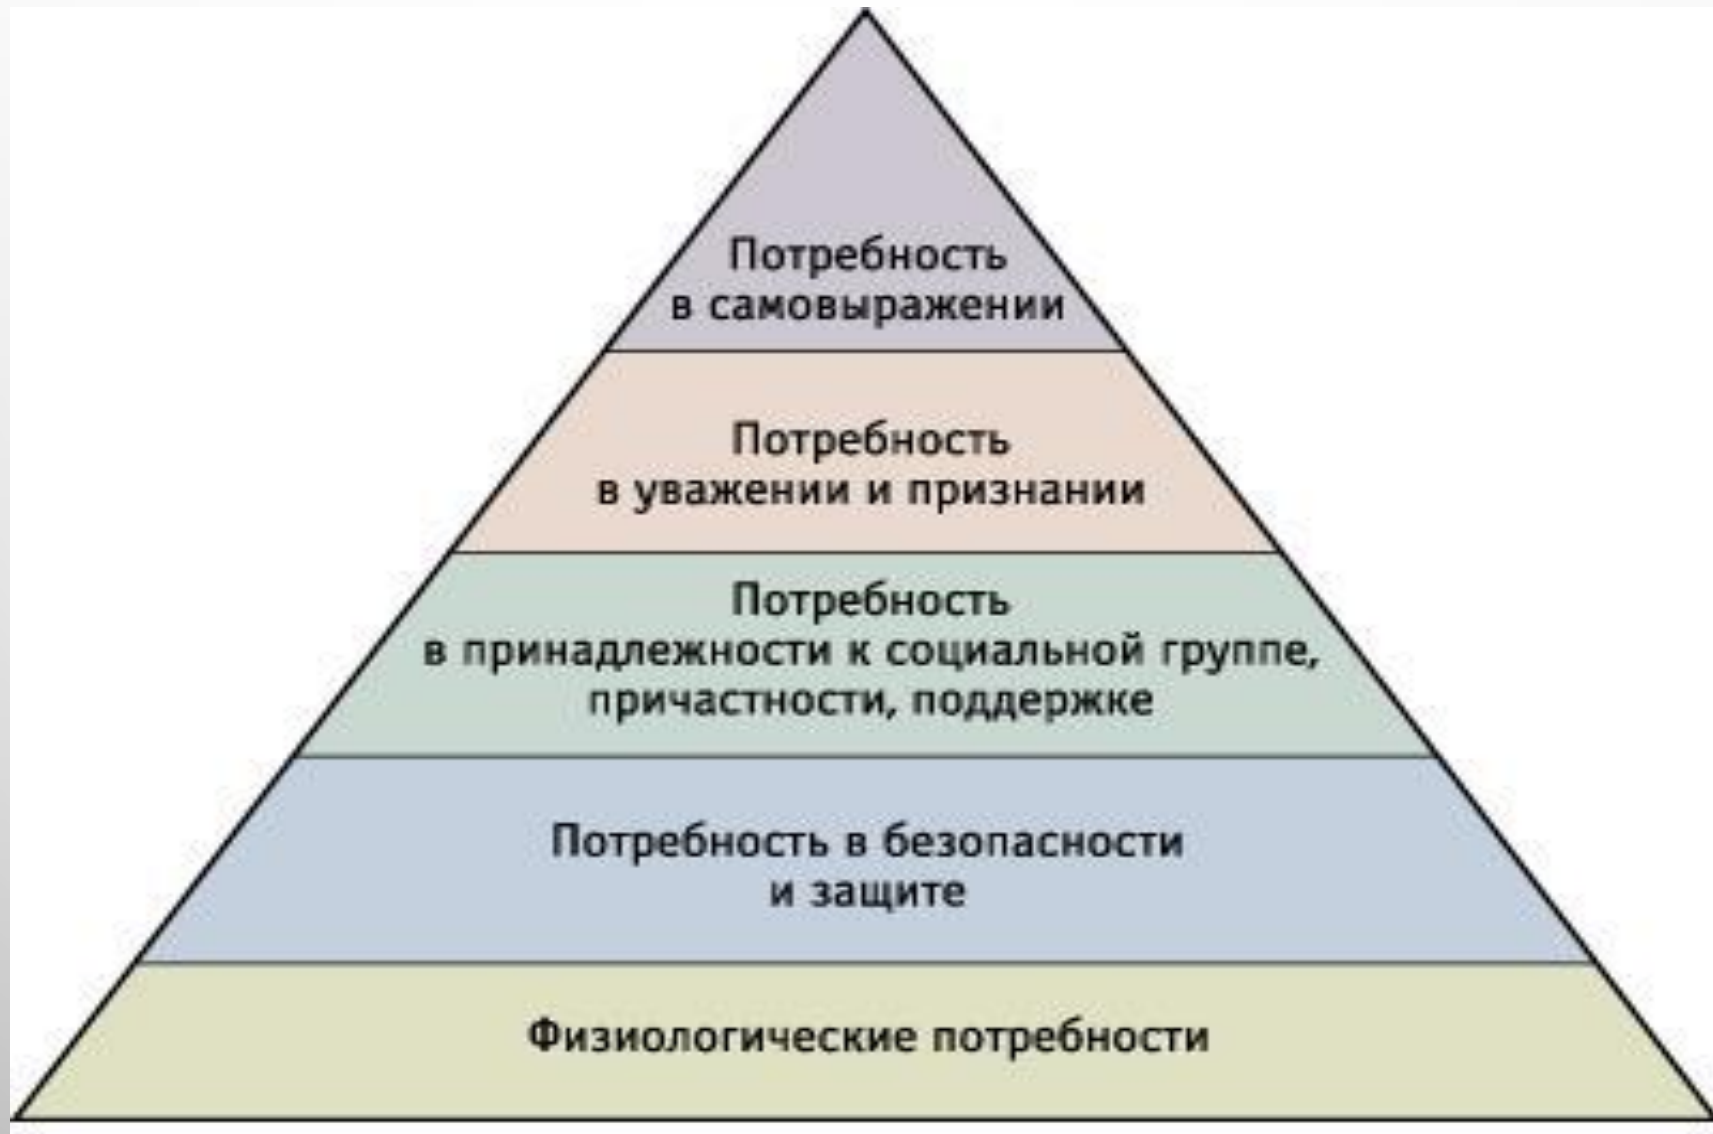 Потребность
в самовыражении
Потребность
в уважении и признании
Потребность
в принадлежности к социальной группе,
причастности, поддержке
Потребность в безопасности
и защите
Физиологические потребности